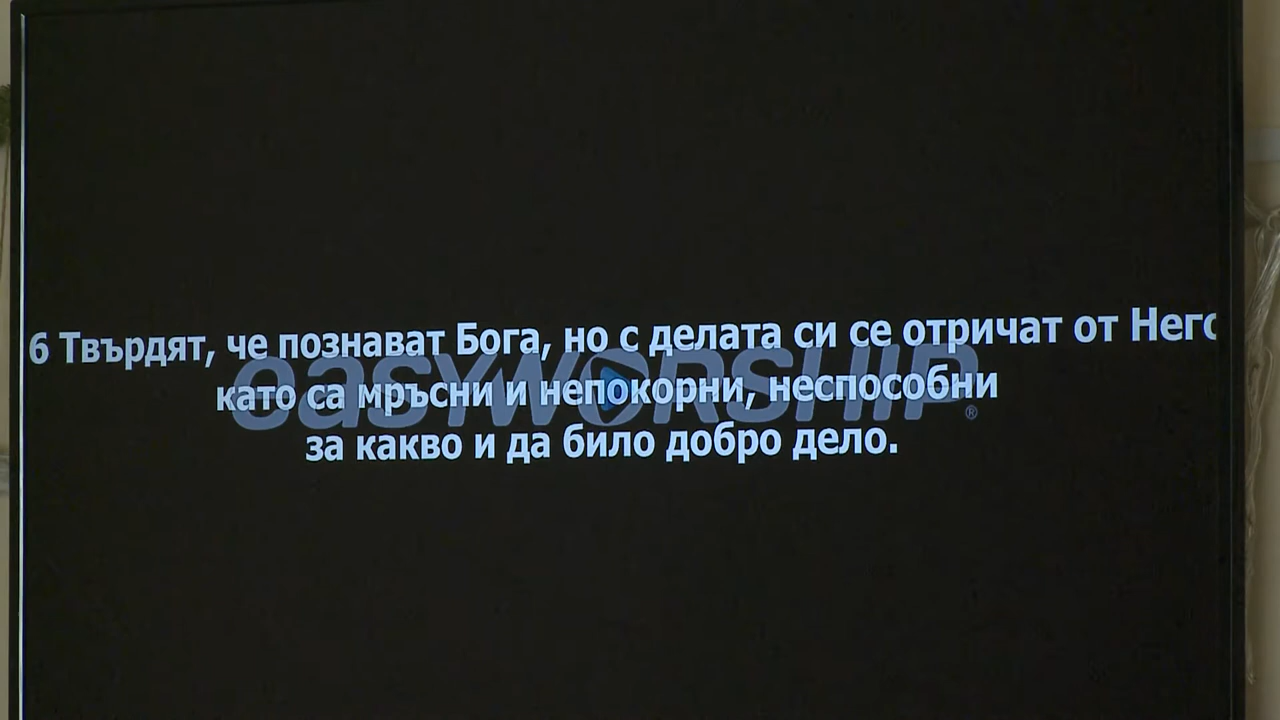 6 Твърдят, че познават Бога, но с делата си се отричат от Него
като са мръсни и непокорни, неспособни
за какво и да било добро дело.
easyworship®